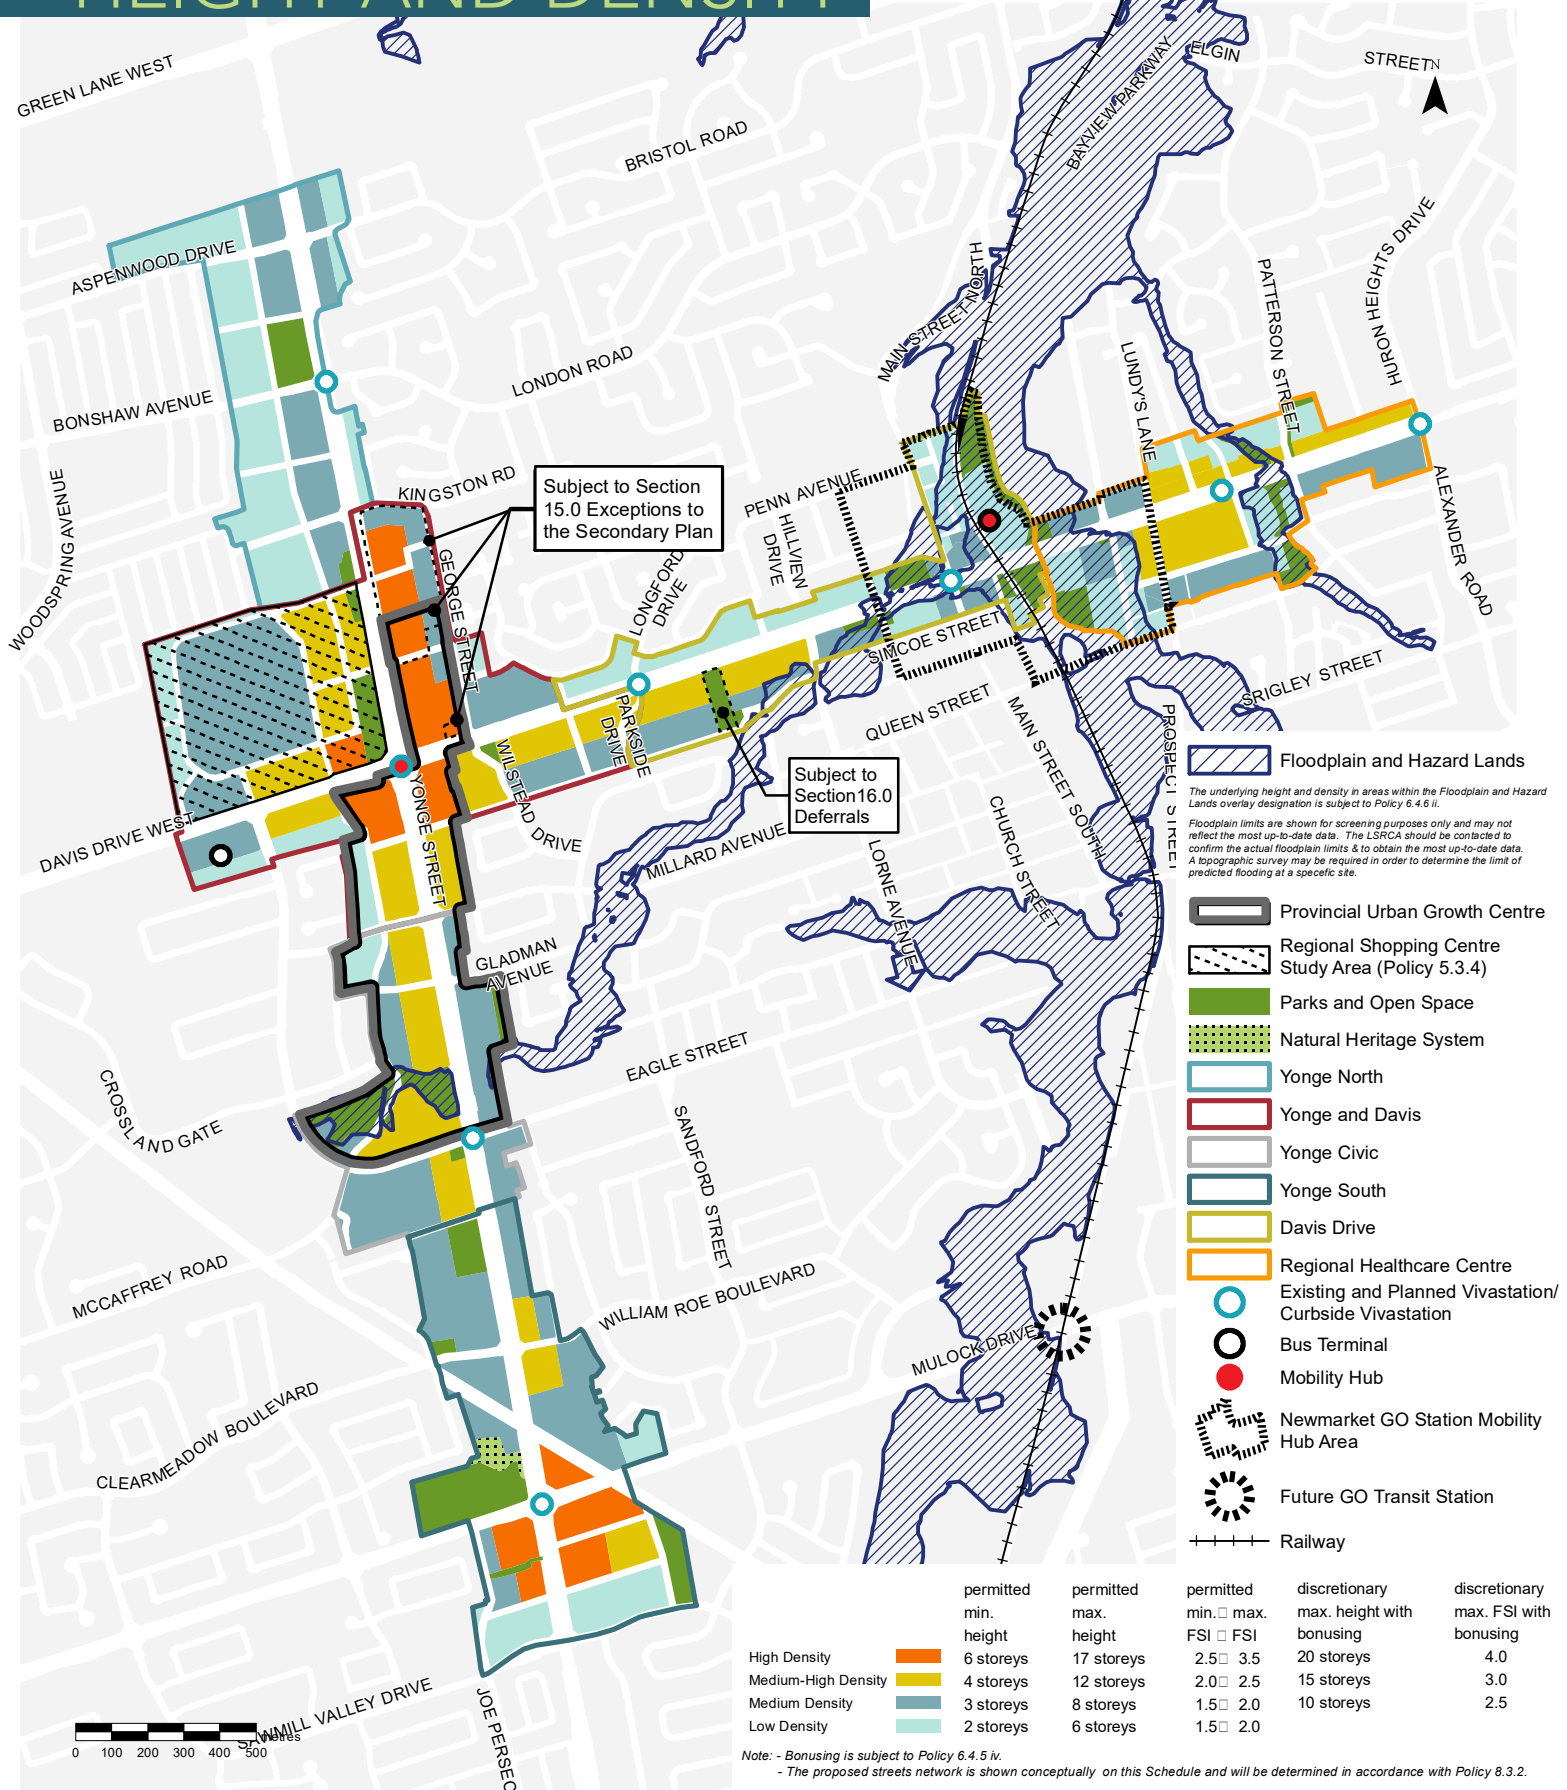 HEIGHT AND DENSITY
GREEN LANE WEST
BRISTOL ROAD
BAYVIEW PARKWAY
ELGIN
STREET
N
ASPENWOOD DRIVE
MAIN STREET NORTH
LUNDY'S LANE
PATTERSON STREET
HURON HEIGHTS DRIVE
LONDON ROAD
BONSHAW AVENUE
WOODSPRING AVENUE
KINGSTON RD
Subject to Section
15.0 Exceptions to
the Secondary Plan
PENN AVENUE
HILLVIEW
DRIVE
LONGFORD
DRIVE
GEORGE STREET
ALEXANDER ROAD
SIMCOE STREET
QUEEN STREET
SRIGLEY STREET
PARKSIDE
DRIVE
MAIN STREET SOUTH
PROSPECT STREET
WILSTEAD DRIVE
YONGE STREET
DAVIS DRIVE WEST
Subject to
Section16.0
Deferrals
MILLARD AVENUE
LORNE AVENUE
CHURCH STREET
GLADMAN
AVENUE
EAGLE STREET
CROSSLAND GATE
SANDFORD STREET
MCCAFFREY ROAD
WILLIAM ROE BOULEVARD
MULOCK DRIVE
CLEARMEADOW BOULEVARD
SAWMILL VALLEY DRIVE
JOE PERSEC
Floodplain and Hazard Lands
The underlying height and density in areas within the Floodplain and Hazard
Lands overlay designation is subject to Policy 6.4.6 ii.
Floodplain limits are shown for screening purposes only and may not
reflect the most up-to-date data. The LSRCA should be contacted to
confirm the actual floodplain limits & to obtain the most up-to-date data.
A topographic survey may be required in order to determine the limit of
predicted flooding at a specefic site.
Provincial Urban Growth Centre
Regional Shopping Centre
Study Area (Policy 5.3.4)
Parks and Open Space
Natural Heritage System
Yonge North
Yonge and Davis
Yonge Civic
Yonge South
Davis Drive
Regional Healthcare Centre
Existing and Planned Vivastation/
Curbside Vivastation
Bus Terminal
Mobility Hub
Newmarket GO Station Mobility
Hub Area
Future GO Transit Station
Railway
permitted permitted permitted discretionary discretionary
min. max. min. max. max. height with max. FSI with
height height FSI FSI bonusing bonusing
High Density 6 storeys 17 storeys 2.5 3.5 20 storeys 4.0
Medium-High Density 4 storeys 12 storeys 2.0 2.5 15 storeys 3.0
Medium Density 3 storeys 8 storeys 1.5 2.0 10 storeys 2.5
Low Density 2 storeys 6 storeys 1.5 2.0
metres
0 100 200 300 400 500
Note: - Bonusing is subject to Policy 6.4.5 iv.
- The proposed streets network is shown conceptually on this Schedule and will be determined in accordance with Policy 8.3.2.